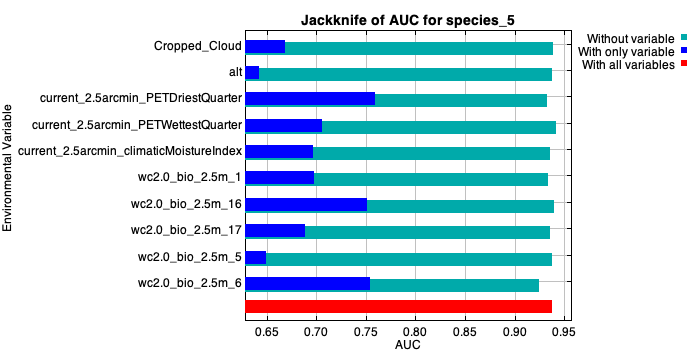 Jackknife of AUC for species_5
Without variable
With only variable
With all variables
Environmental Variable
Cropped_Cloud
alt
current_2.5arcmin_PETDriestQuarter
current_2.5arcmin_PETWettestQuarter
current_2.5arcmin_climaticMoistureIndex
wc2.0_bio_2.5m_1
wc2.0_bio_2.5m_16
wc2.0_bio_2.5m_17
wc2.0_bio_2.5m_5
wc2.0_bio_2.5m_6
0.65 0.70 0.75 0.80 0.85 0.90 0.95
AUC